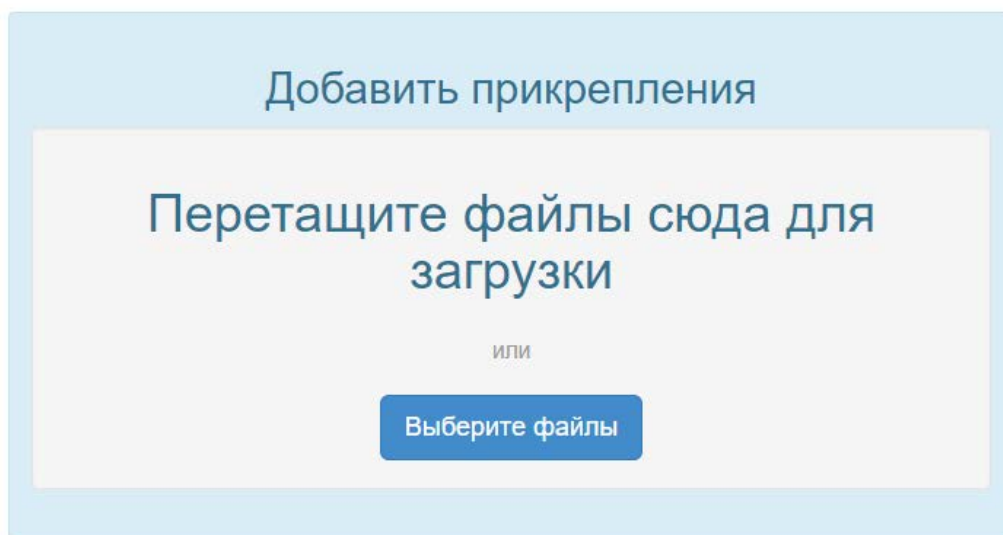 Добавить прикрепления
Перетащите файлы сюда для
загрузки
или
Выберите файлы